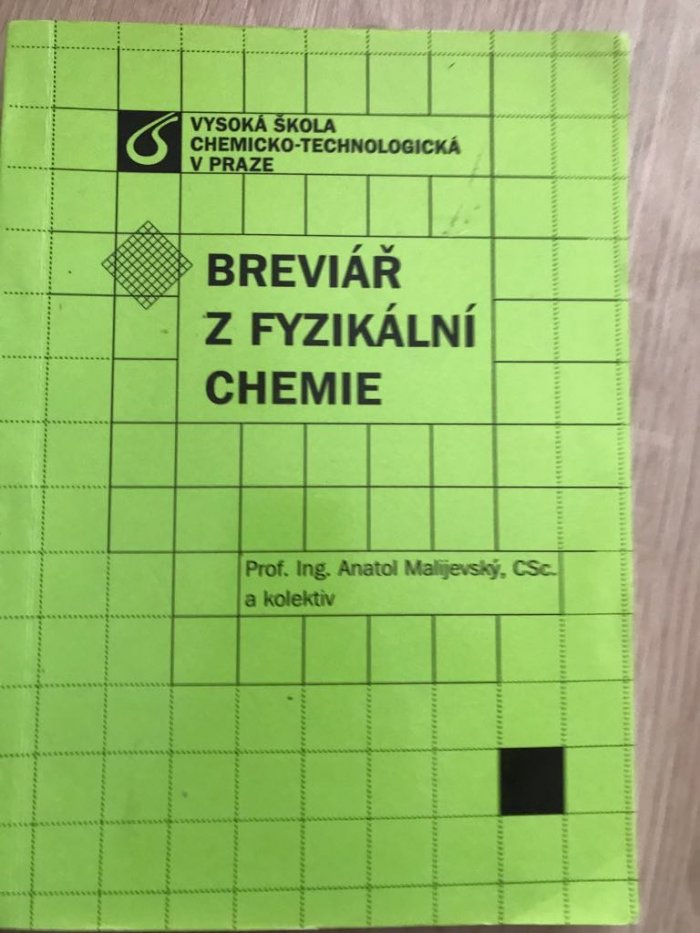 VYSOKÁ ŠKOLA
CHEMICKO-TECHNOLOGICKÁ
V PRAZE
BREVIÁŘ
Z FYZIKÁLNÍ
CHEMIE
Prof. Ing. Anatol Malijevský, CSc.
a kolektiv